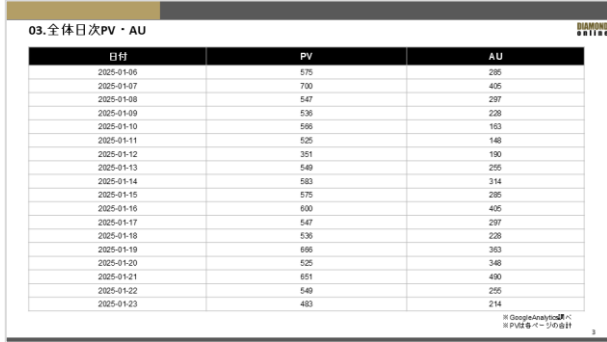 03.全体日次PV・AU
DIAMOND
online
日付 PV AU
2025-01-06 575 285
2025-01-07 700 405
2025-01-08 547 297
2025-01-09 536 228
2025-01-10 566 163
2025-01-11 525 148
2025-01-12 351 190
2025-01-13 549 255
2025-01-14 583 314
2025-01-15 575 285
2025-01-16 600 405
2025-01-17 547 297
2025-01-18 536 228
2025-01-19 666 363
2025-01-20 525 348
2025-01-21 651 490
2025-01-22 549 255
2025-01-23 483 214
※GoogleAnalytics調べ
※PVは各ページの合計
3